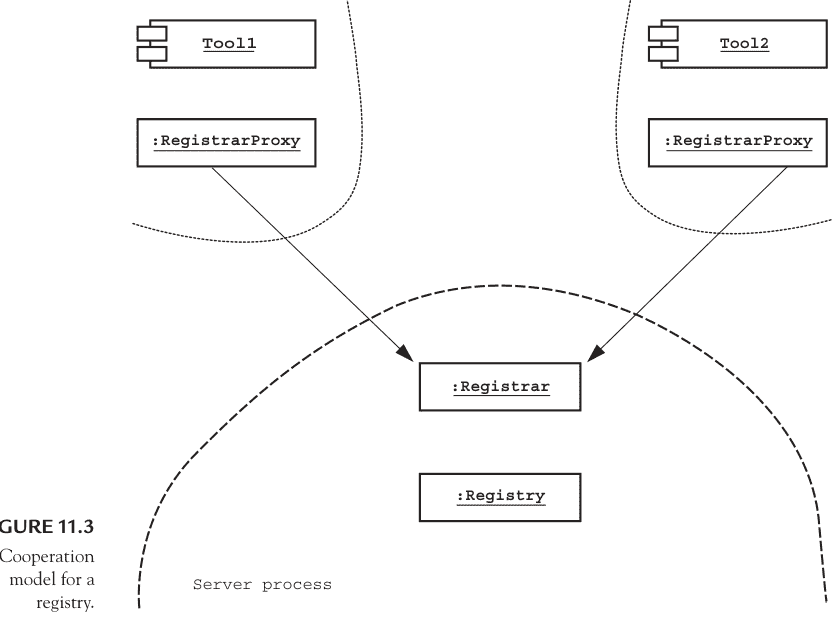 Tool1
Tool2
:RegistrarProxy
:RegistrarProxy
:Registrar
:Registry
Server process
GURE 11.3
Cooperation
model for a
registry.